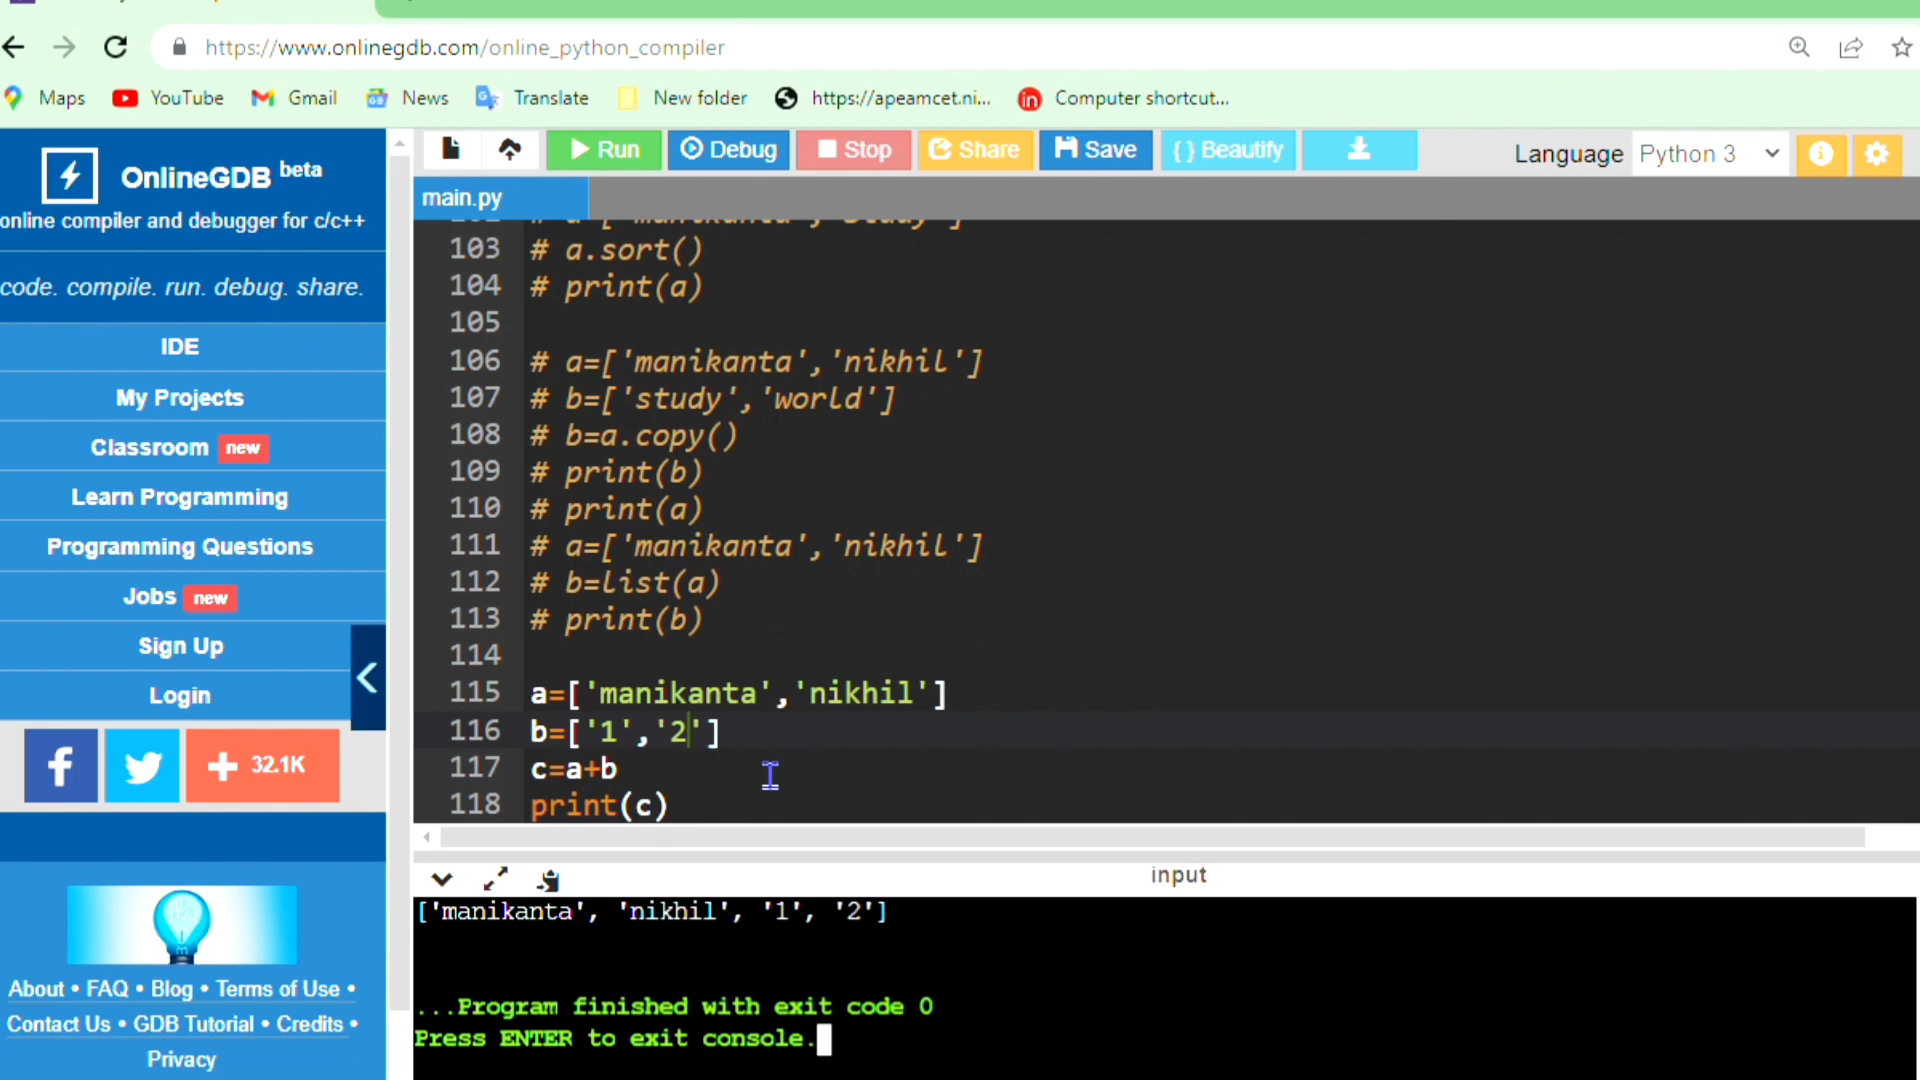 https://www.onlinegdb.com/online_python_compiler
Maps YouTube Gmail News Translate New folder https://apeamcet.ni... Computer shortcut...
OnlineGDB beta
online compiler and debugger for c/c++
code. compile. run. debug. share.
IDE
My Projects
Classroom new
Learn Programming
Programming Questions
Jobs new
Sign Up
Login
32.1K
About • FAQ • Blog • Terms of Use •
Contact Us • GDB Tutorial • Credits •
Privacy
Run Debug Stop Share Save {} Beautify
Language Python 3
main.py
103 # a.sort()
104 # print(a)
105
106 # a=['manikanta','nikhil']
107 # b=['study','world']
108 # b=a.copy()
109 # print(b)
110 # print(a)
111 # a=['manikanta','nikhil']
112 # b=list(a)
113 # print(b)
114
115 a=['manikanta','nikhil']
116 b=['1','2']
117 c=a+b
118 print(c)
input
['manikanta', 'nikhil', '1', '2']
...Program finished with exit code 0
Press ENTER to exit console.